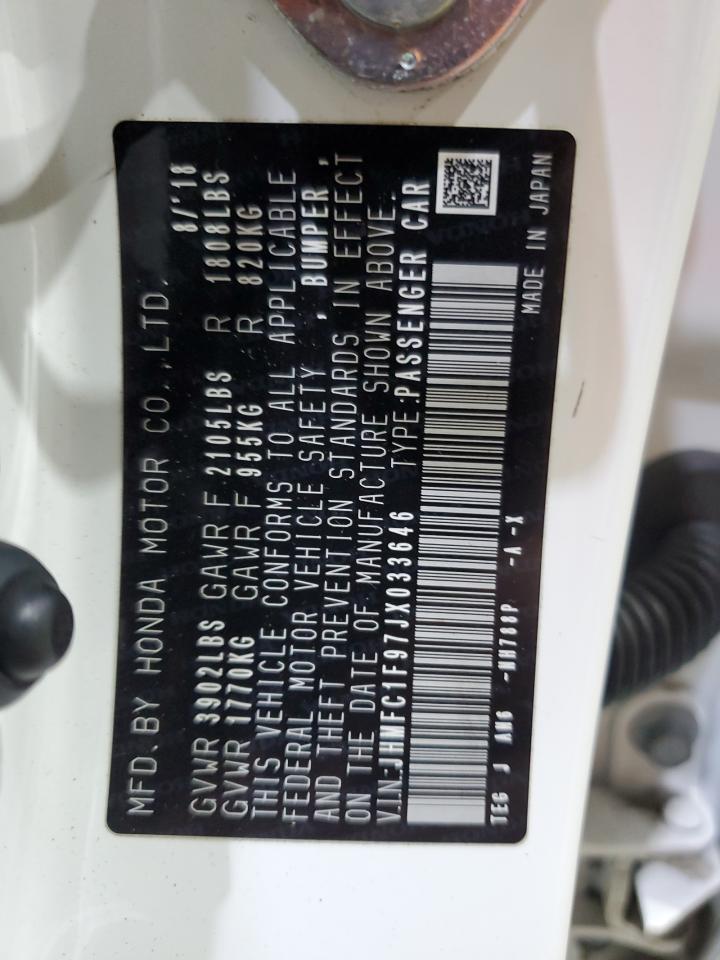 MFD. BY HONDA MOTOR CO.,LTD. 8/'18
GVWR 3902LBS GAWR F 2105LBS R 1808LBS
GVWR 1770KG GAWR F 955KG R 820KG
THIS VEHICLE CONFORMS TO ALL APPLICABLE
FEDERAL MOTOR VEHICLE SAFETY , BUMPER,
AND THEFT PREVENTION STANDARDS IN EFFECT
ON THE DATE OF MANUFACTURE SHOWN ABOVE.
V.I.N:JHMFC1F97JX033646 TYPE:PASSENGER CAR
TEG J AH6 -NH788P -A-X MADE IN JAPAN